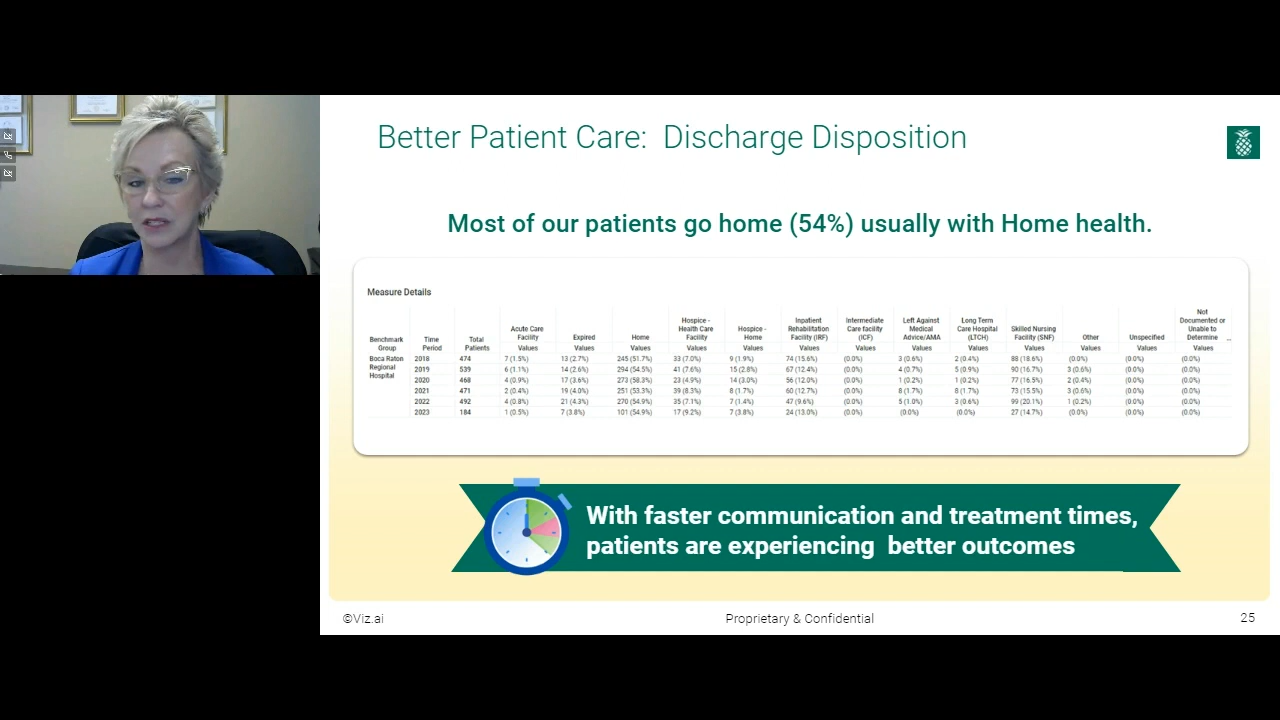 Better Patient Care:  Discharge Disposition
Most of our patients go home (54%) usually with Home health.
Measure Details
Benchmark Group Time Period Total Patients Acute Care Facility Values Expired Values Home Values Hospice - Health Care Facility Values Hospice - Home Values Inpatient Rehabilitation Facility (IRF) Values Intermediate Care facility (ICF) Values Left Against Medical Advice/AMA Values Long Term Care Hospital (LTCH) Values Skilled Nursing Facility (SNF) Values Other Values Unspecified Values Not Documented or Unable to Determine Values ..
Boca Raton Regional Hospital 2018 474 7 (1.5%) 13 (2.7%) 245 (51.7%) 33 (7.0%) 9 (1.9%) 74 (15.6%) (0.0%) 3 (0.6%) 2 (0.4%) 88 (18.6%) (0.0%) (0.0%) (0.0%)
2019 539 6 (1.1%) 14 (2.6%) 294 (54.5%) 41 (7.6%) 15 (2.8%) 67 (12.4%) (0.0%) 4 (0.7%) 5 (0.9%) 90 (16.7%) 3 (0.6%) (0.0%) (0.0%)
2020 468 4 (0.9%) 17 (3.6%) 273 (58.3%) 23 (4.9%) 14 (3.0%) 56 (12.0%) (0.0%) 1 (0.2%) 1 (0.2%) 77 (16.5%) 2 (0.4%) (0.0%) (0.0%)
2021 471 2 (0.4%) 19 (4.0%) 251 (53.3%) 39 (8.3%) 8 (1.7%) 60 (12.7%) (0.0%) 8 (1.7%) 8 (1.7%) 73 (15.5%) 3 (0.6%) (0.0%) (0.0%)
2022 492 4 (0.8%) 21 (4.3%) 270 (54.9%) 35 (7.1%) 7 (1.4%) 47 (9.6%) (0.0%) 5 (1.0%) 3 (0.6%) 99 (20.1%) 1 (0.2%) (0.0%) (0.0%)
2023 184 1 (0.5%) 7 (3.8%) 101 (54.9%) 17 (9.2%) 7 (3.8%) 24 (13.0%) (0.0%) (0.0%) (0.0%) 27 (14.7%) (0.0%) (0.0%) (0.0%)
With faster communication and treatment times,
patients are experiencing  better outcomes
©Viz.ai
Proprietary & Confidential
25